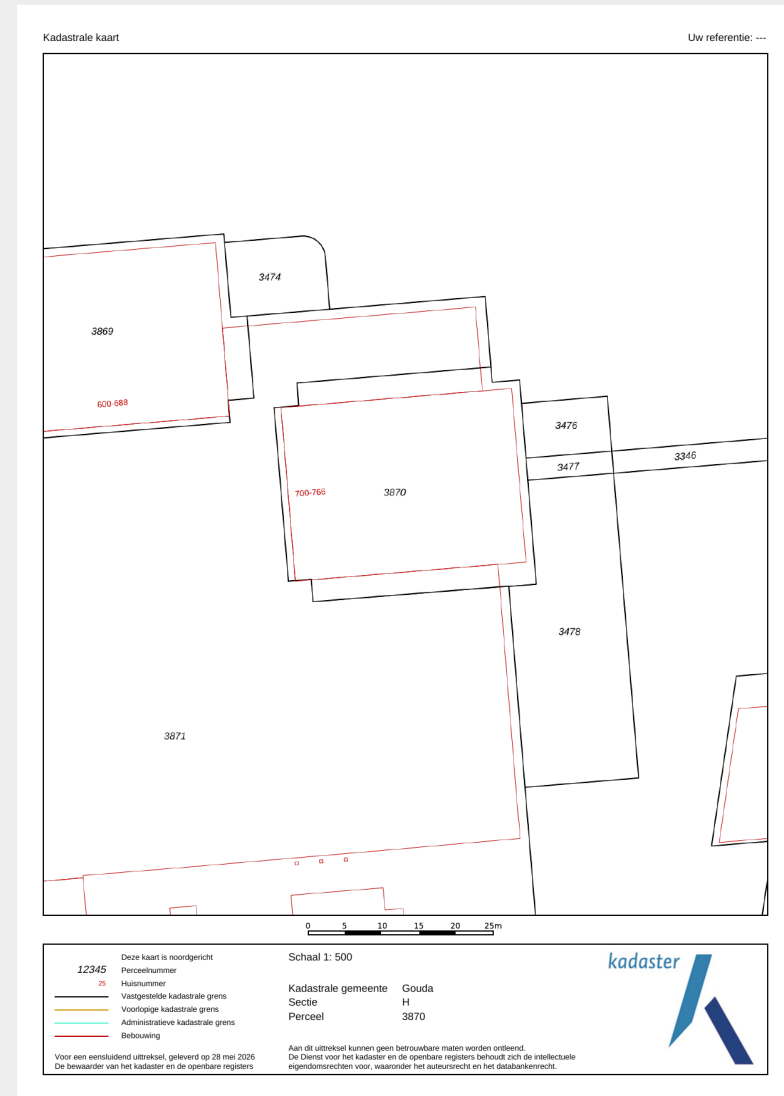 Kadastrale kaart
Uw referentie: ---
3474
3869
600-688
3476
3346
3477
700-766
3870
3478
3871
0 5 10 15 20 25m
12345
25
Deze kaart is noordgericht
Perceelnummer
Huisnummer
Vastgestelde kadastrale grens
Voorlopige kadastrale grens
Administratieve kadastrale grens
Bebouwing
Voor een eensluidend uittreksel, geleverd op 28 mei 2026
De bewaarder van het kadaster en de openbare registers
Schaal 1: 500
Kadastrale gemeente Gouda
Sectie H
Perceel 3870
Aan dit uittreksel kunnen geen betrouwbare maten worden ontleend.
De Dienst voor het kadaster en de openbare registers behoudt zich de intellectuele
eigendomsrechten voor, waaronder het auteursrecht en het databankenrecht.
kadaster